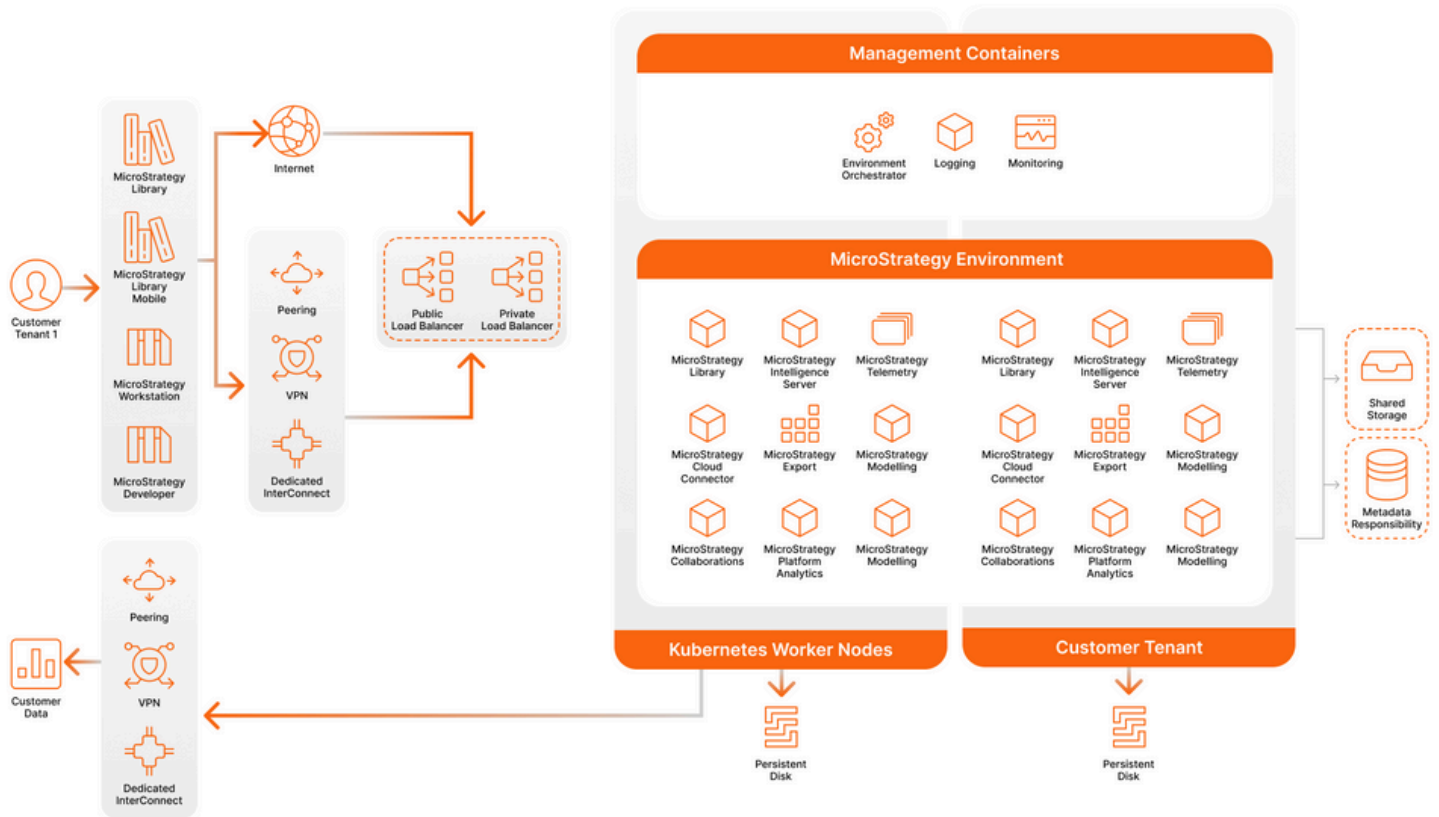 Management Containers
Environment
Orchestrator
Logging
Monitoring
MicroStrategy
Library
MicroStrategy
Library
Mobile
MicroStrategy
Workstation
MicroStrategy
Developer
Customer
Tenant 1
Internet
Peering
VPN
Dedicated
InterConnect
Public
Load Balancer
Private
Load Balancer
MicroStrategy Environment
MicroStrategy
Library
MicroStrategy
Intelligence
Server
MicroStrategy
Telemetry
MicroStrategy
Library
MicroStrategy
Intelligence
Server
MicroStrategy
Telemetry
MicroStrategy
Cloud
Connector
MicroStrategy
Export
MicroStrategy
Modelling
MicroStrategy
Cloud
Connector
MicroStrategy
Export
MicroStrategy
Modelling
MicroStrategy
Collaborations
MicroStrategy
Platform
Analytics
MicroStrategy
Modelling
MicroStrategy
Collaborations
MicroStrategy
Platform
Analytics
MicroStrategy
Modelling
Shared
Storage
Metadata
Responsibility
Kubernetes Worker Nodes
Customer Tenant
Persistent
Disk
Persistent
Disk
Peering
VPN
Dedicated
InterConnect
Customer
Data